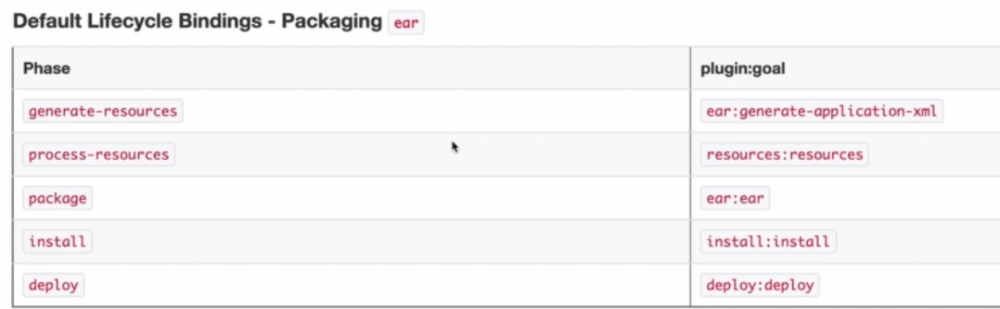 Default Lifecycle Bindings - Packaging ear
Phase plugin:goal
generate-resources ear:generate-application-xml
process-resources resources:resources
package ear:ear
install install:install
deploy deploy:deploy